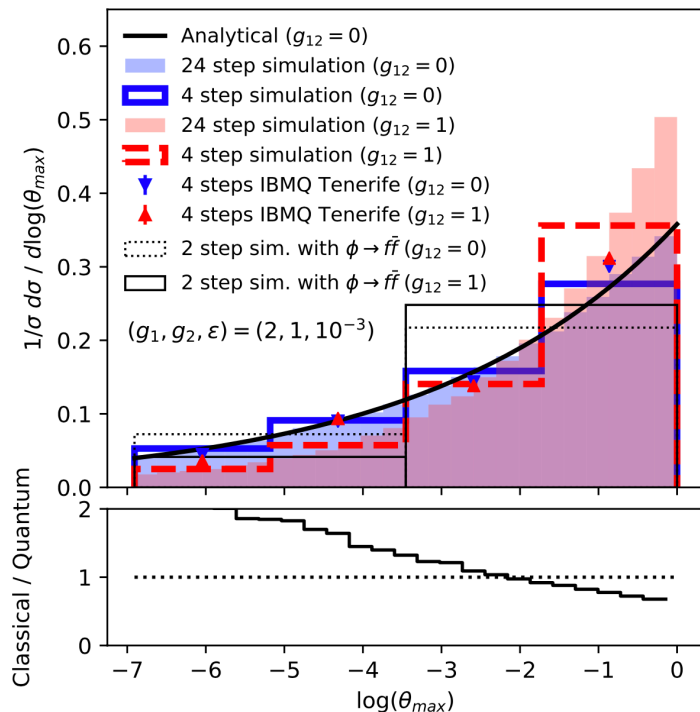 0.6
0.5
0.4
0.3
0.2
0.1
0.0
1/σ dσ / dlog(θmax)
Analytical (g12 = 0)
24 step simulation (g12 = 0)
4 step simulation (g12 = 0)
24 step simulation (g12 = 1)
4 step simulation (g12 = 1)
4 steps IBMQ Tenerife (g12 = 0)
4 steps IBMQ Tenerife (g12 = 1)
2 step sim. with ϕ → ff̄ (g12 = 0)
2 step sim. with ϕ → ff̄ (g12 = 1)
(g1, g2, ε) = (2, 1, 10⁻³)
Classical / Quantum
2
1
0
−7 −6 −5 −4 −3 −2 −1 0
log(θmax)